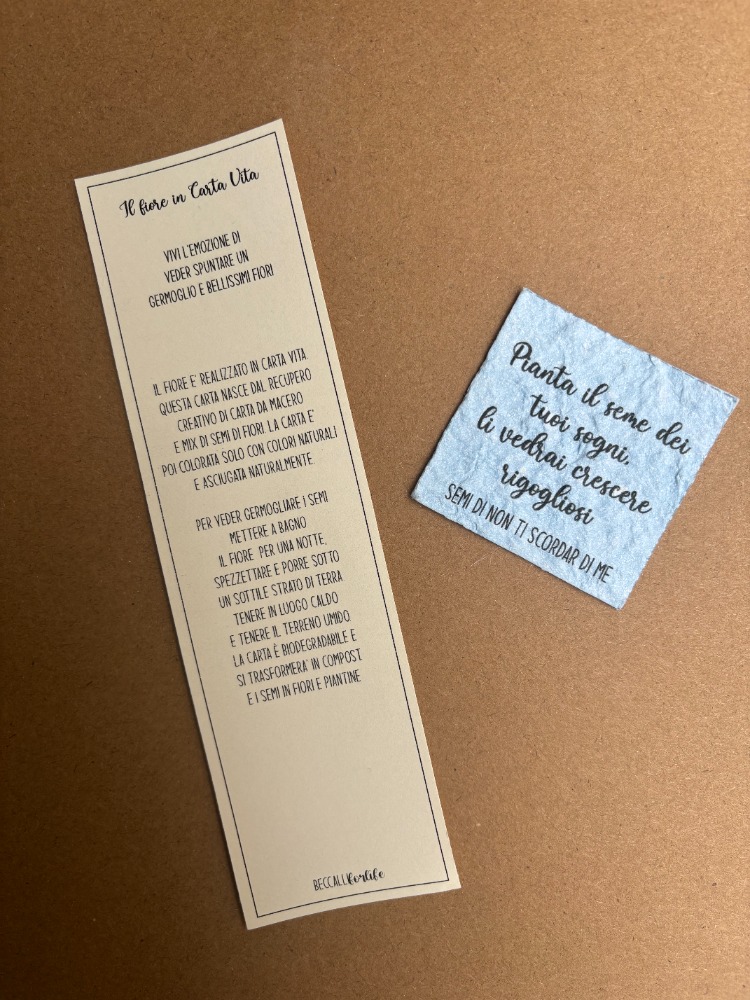 Il fiore in Carta Vita
VIVI L'EMOZIONE DI
VEDER SPUNTARE UN
GERMOGLIO E BELLISSIMI FIORI
IL FIORE E' REALIZZATO IN CARTA VITA.
QUESTA CARTA NASCE DAL RECUPERO
CREATIVO DI CARTA DA MACERO
E MIX DI SEMI DI FIORI. LA CARTA E'
POI COLORATA SOLO CON COLORI NATURALI
E ASCIUGATA NATURALMENTE.
PER VEDER GERMOGLIARE I SEMI
METTERE A BAGNO
IL FIORE PER UNA NOTTE,
SPEZZETTARE E PORRE SOTTO
UN SOTTILE STRATO DI TERRA
TENERE IN LUOGO CALDO
E TENERE IL TERRENO UMIDO.
LA CARTA È BIODEGRADABILE E
SI TRASFORMERA' IN COMPOST
E I SEMI IN FIORI E PIANTINE
BECCALLIforlife
Pianta il seme dei
tuoi sogni,
li vedrai crescere
rigogliosi
SEMI DI NON TI SCORDAR DI ME